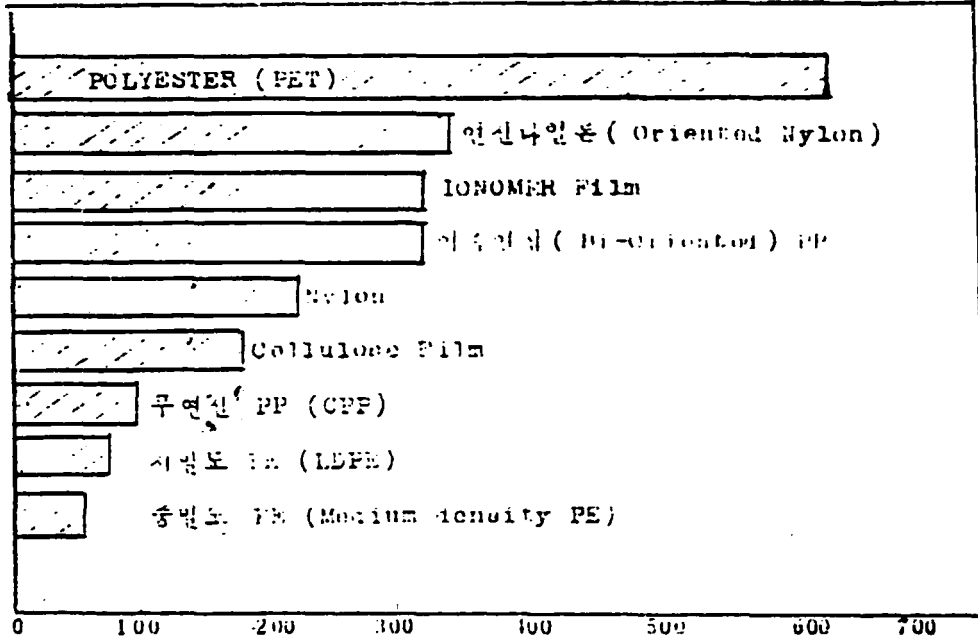 POLYESTER (PET)
연신나일론 (Oriented Nylon)
IONOMER Film
이축연신 (Bi-Oriented) PP
Nylon
Cellulose Film
무연신 PP (CPP)
저밀도 PE (LDPE)
중밀도 PE (Medium density PE)
0 100 200 300 400 500 600 700